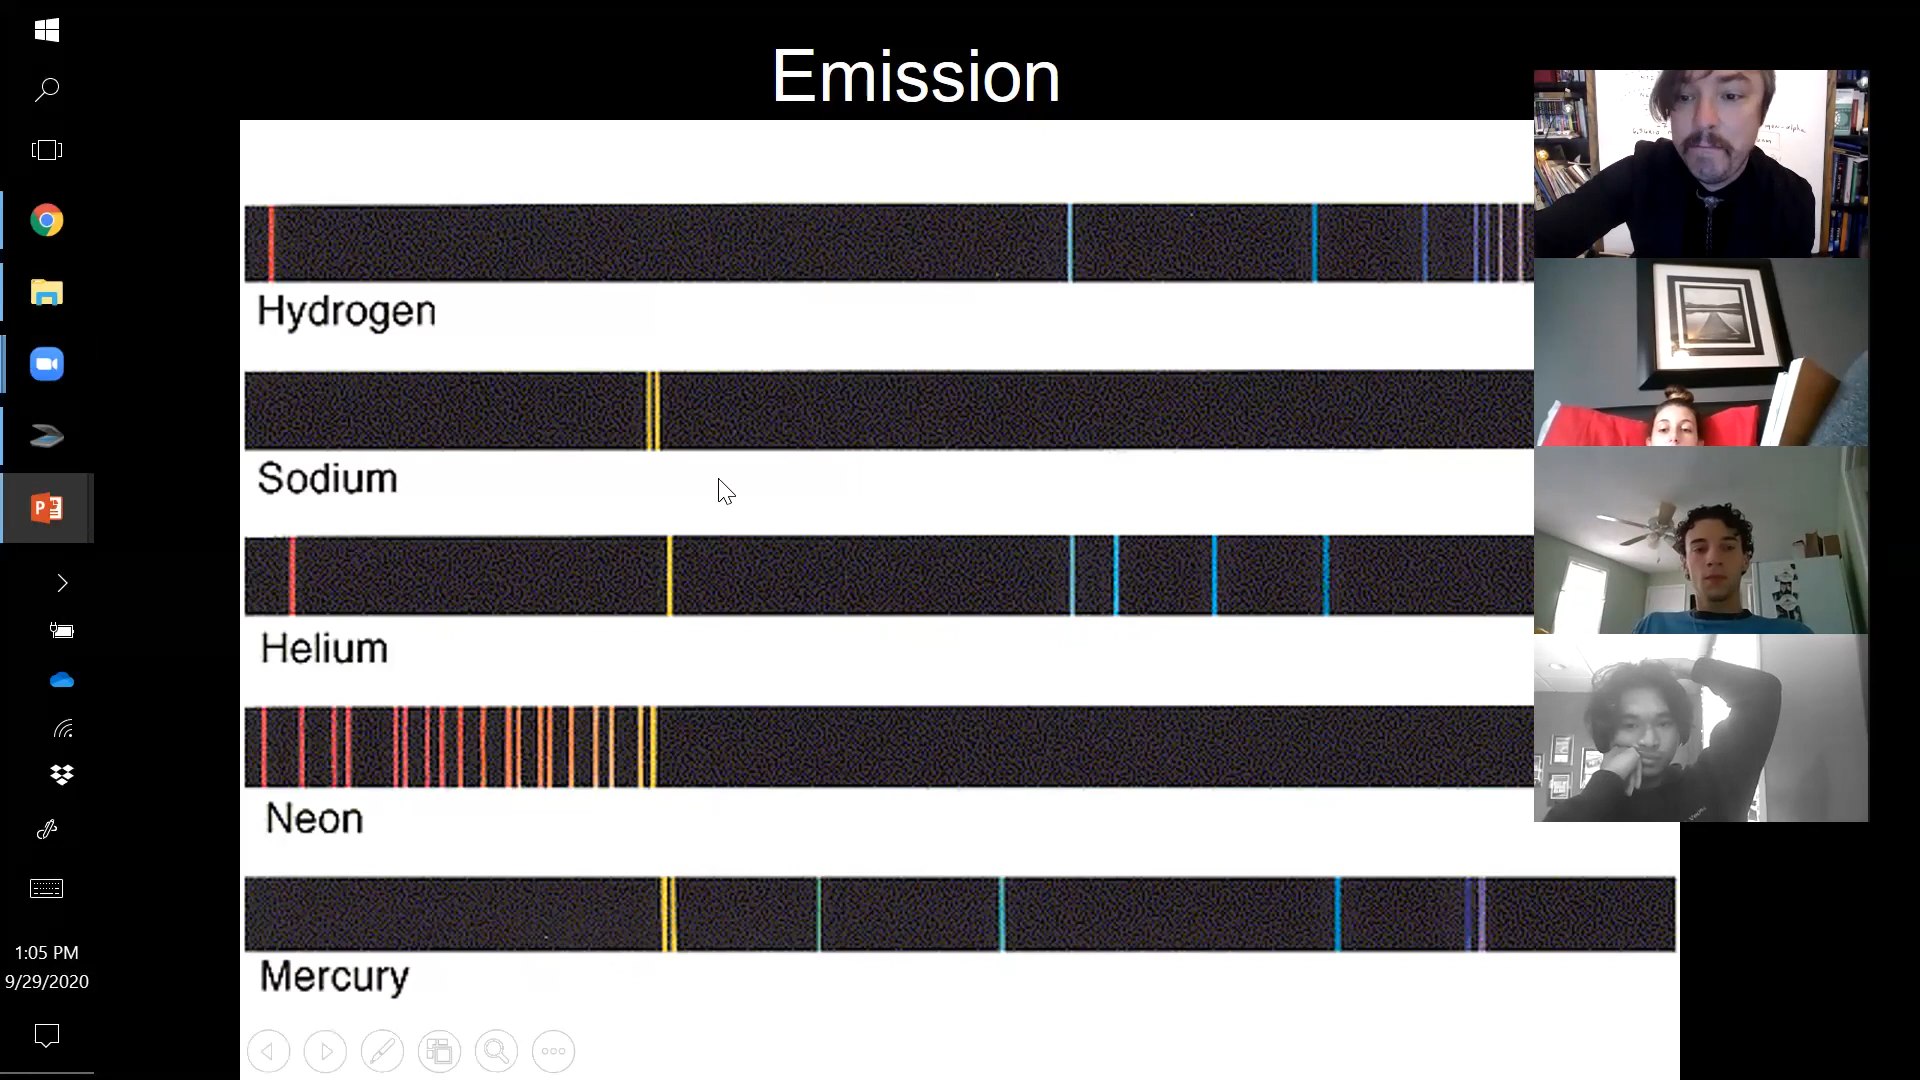 Emission
Hydrogen
Sodium
Helium
Neon
Mercury
1:05 PM
9/29/2020